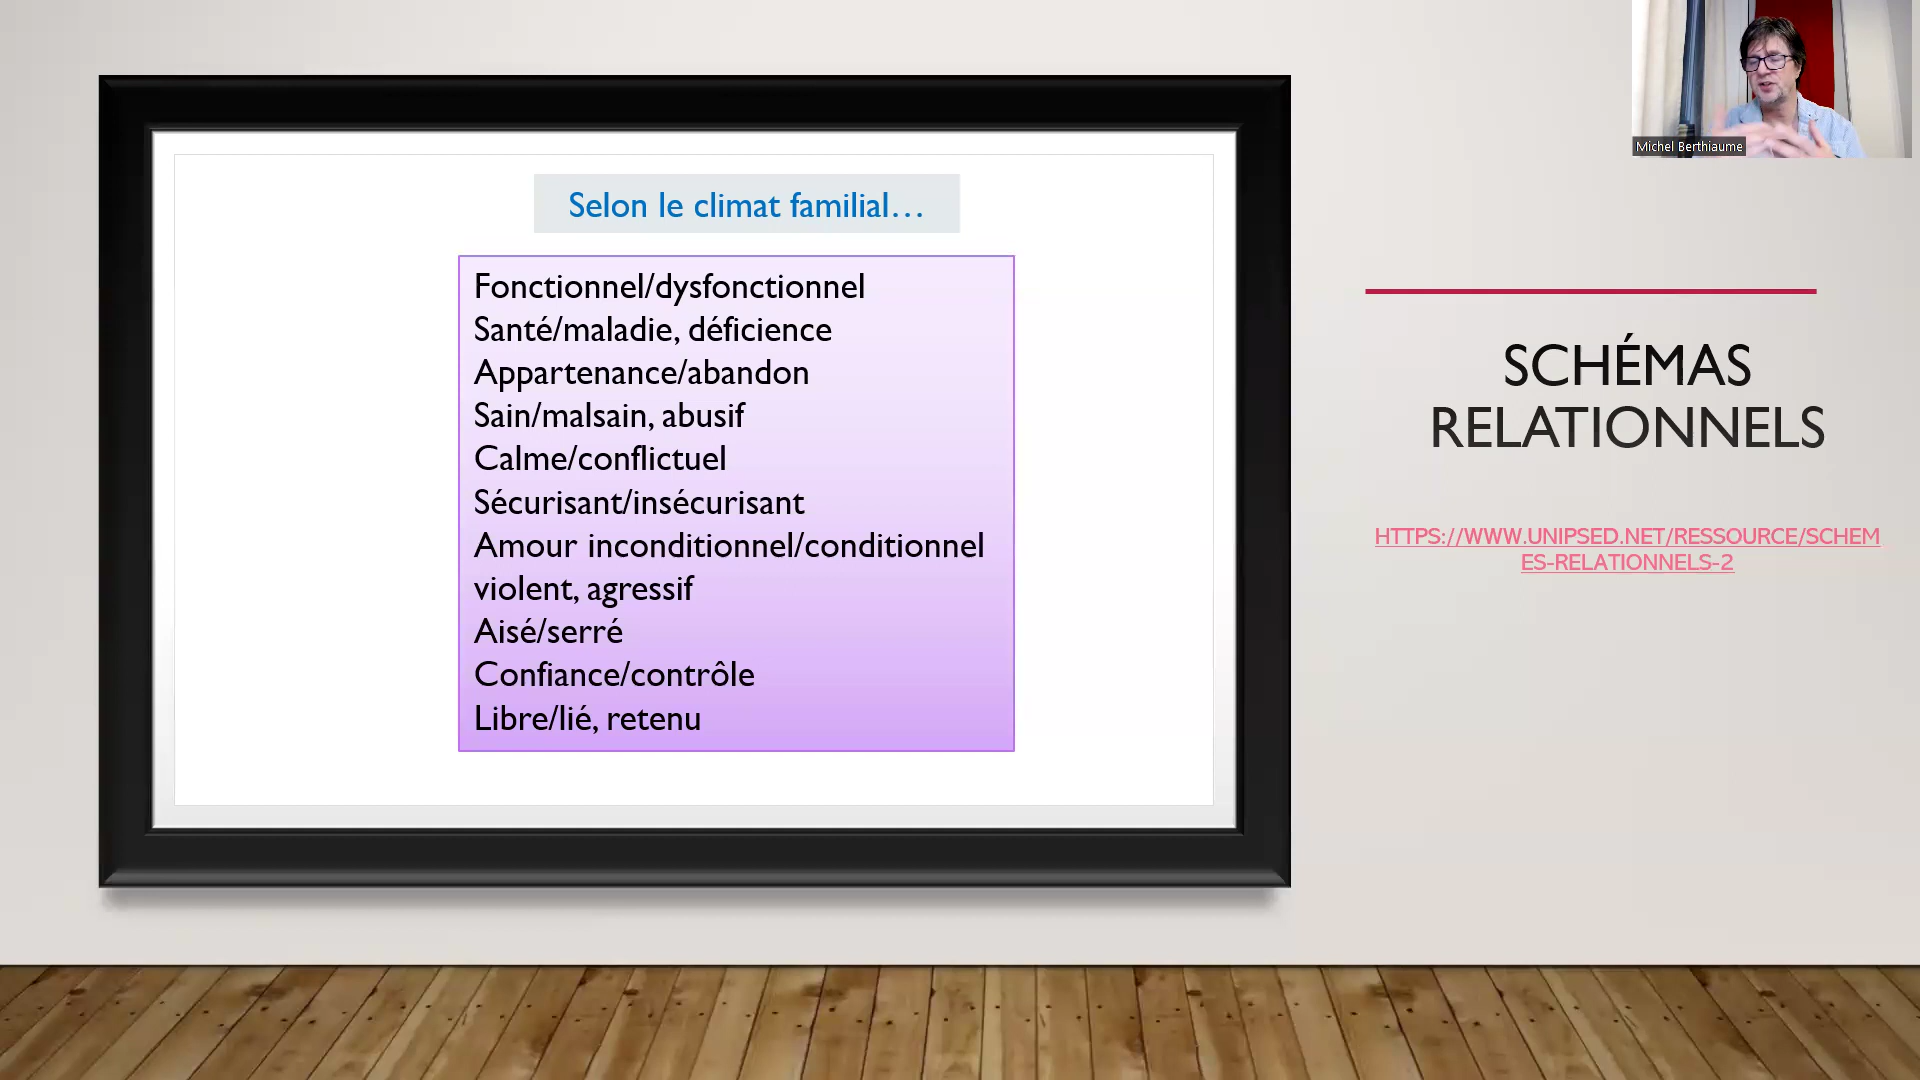 Michel Berthiaume
Selon le climat familial…
Fonctionnel/dysfonctionnel
Santé/maladie, déficience
Appartenance/abandon
Sain/malsain, abusif
Calme/conflictuel
Sécurisant/insécurisant
Amour inconditionnel/conditionnel
violent, agressif
Aisé/serré
Confiance/contrôle
Libre/lié, retenu
SCHÉMAS
RELATIONNELS
HTTPS://WWW.UNIPSED.NET/RESSOURCE/SCHEM
ES-RELATIONNELS-2